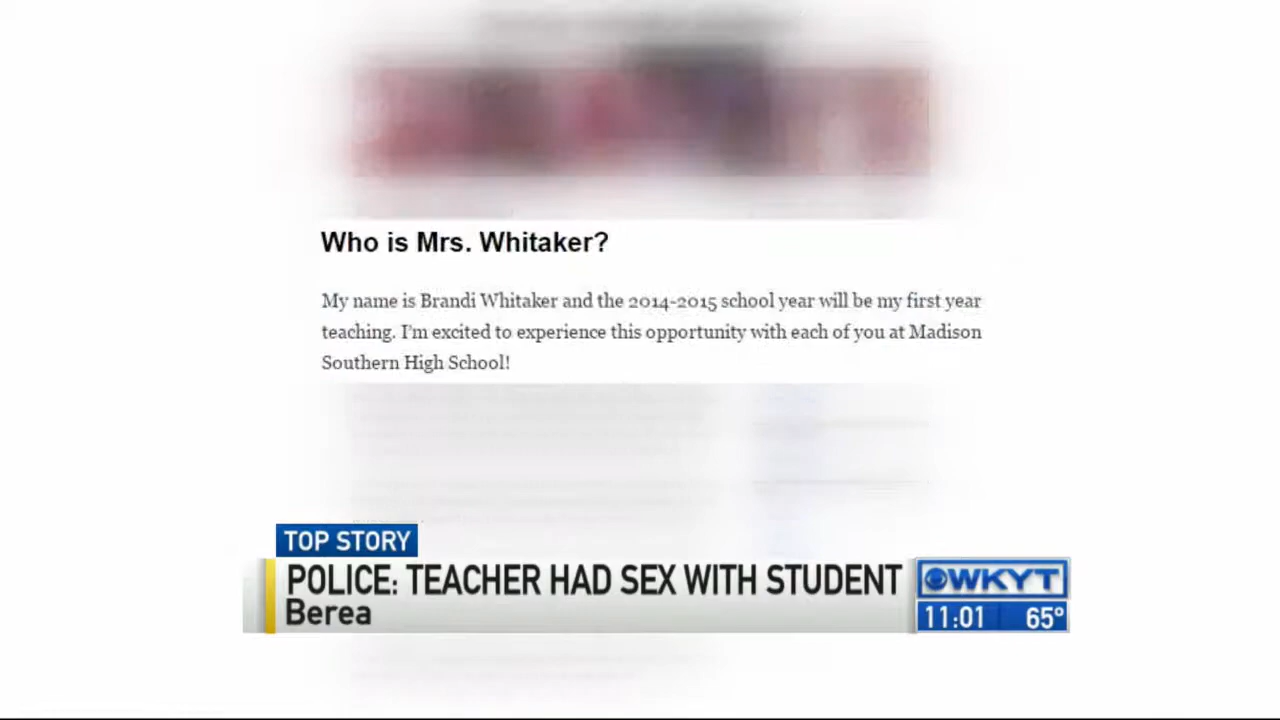 Who is Mrs. Whitaker?
My name is Brandi Whitaker and the 2014-2015 school year will be my first year
teaching. I'm excited to experience this opportunity with each of you at Madison
Southern High School!
TOP STORY
POLICE: TEACHER HAD SEX WITH STUDENT
Berea
WKYT
11:01 65°